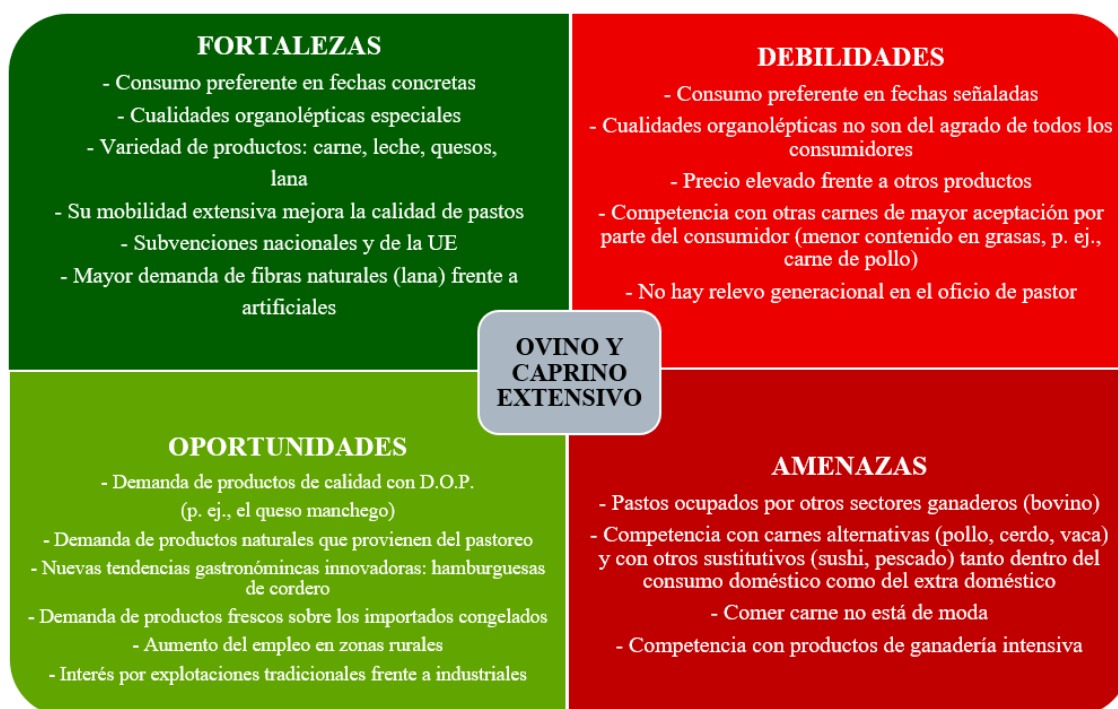 FORTALEZAS
- Consumo preferente en fechas concretas
- Cualidades organolépticas especiales
- Variedad de productos: carne, leche, quesos,
lana
- Su mobilidad extensiva mejora la calidad de pastos
- Subvenciones nacionales y de la UE
- Mayor demanda de fibras naturales (lana) frente a
artificiales
DEBILIDADES
- Consumo preferente en fechas señaladas
- Cualidades organolépticas no son del agrado de todos los
consumidores
- Precio elevado frente a otros productos
- Competencia con otras carnes de mayor aceptación por
parte del consumidor (menor contenido en grasas, p. ej.,
carne de pollo)
- No hay relevo generacional en el oficio de pastor
OVINO Y
CAPRINO
EXTENSIVO
OPORTUNIDADES
- Demanda de productos de calidad con D.O.P.
(p. ej., el queso manchego)
- Demanda de productos naturales que provienen del pastoreo
- Nuevas tendencias gastronómincas innovadoras: hamburguesas
de cordero
- Demanda de productos frescos sobre los importados congelados
- Aumento del empleo en zonas rurales
- Interés por explotaciones tradicionales frente a industriales
AMENAZAS
- Pastos ocupados por otros sectores ganaderos (bovino)
- Competencia con carnes alternativas (pollo, cerdo, vaca)
y con otros sustitutivos (sushi, pescado) tanto dentro del
consumo doméstico como del extra doméstico
- Comer carne no está de moda
- Competencia con productos de ganadería intensiva